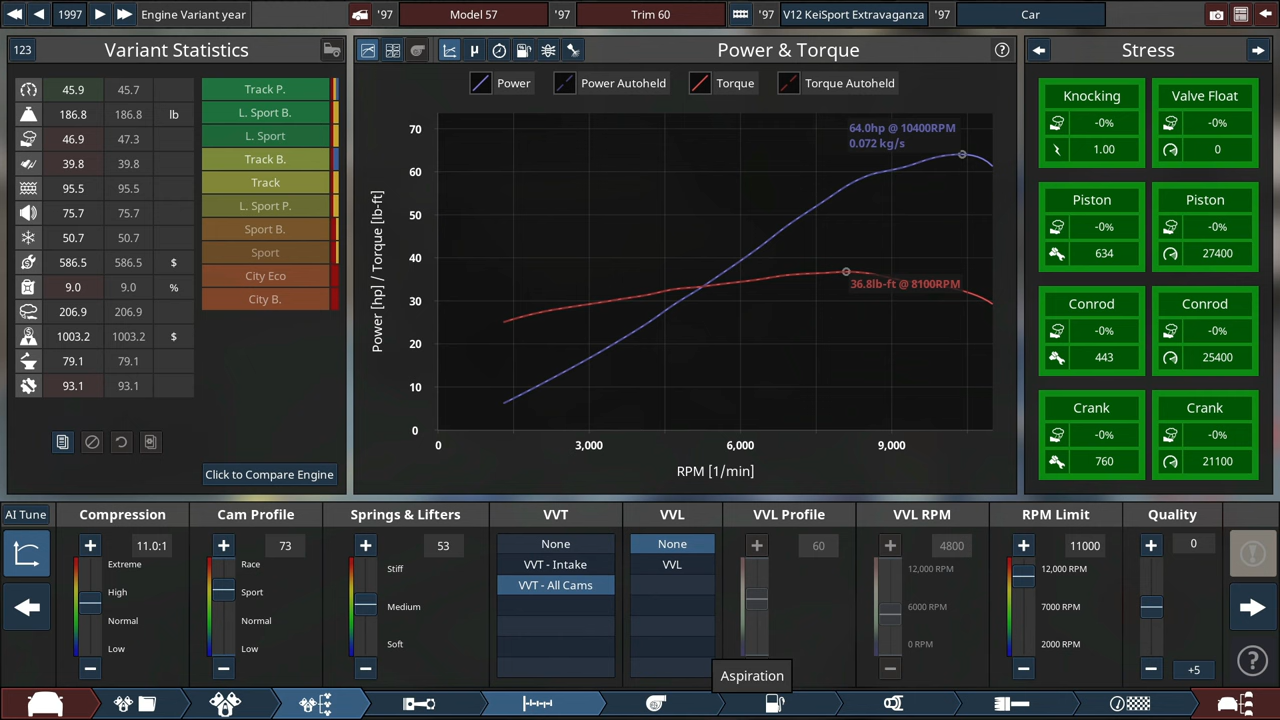 1997 Engine Variant year '97 Model 57 '97 Trim 60 '97 V12 KeiSport Extravaganza '97 Car
123 Variant Statistics
45.9 45.7
186.8 186.8 lb
46.9 47.3
39.8 39.8
95.5 95.5
75.7 75.7
50.7 50.7
586.5 586.5 $
9.0 9.0 %
206.9 206.9
1003.2 1003.2 $
79.1 79.1
93.1 93.1
Track P.
L. Sport B.
L. Sport
Track B.
Track
L. Sport P.
Sport B.
Sport
City Eco
City B.
Click to Compare Engine
μ Power & Torque ?
Power Power Autoheld Torque Torque Autoheld
Power [hp] / Torque [lb-ft]
70
60
50
40
30
20
10
0
64.0hp @ 10400RPM
0.072 kg/s
36.8lb-ft @ 8100RPM
0 3,000 6,000 9,000
RPM [1/min]
Stress
Knocking Valve Float
-0% -0%
1.00 0
Piston Piston
-0% -0%
634 27400
Conrod Conrod
-0% -0%
443 25400
Crank Crank
-0% -0%
760 21100
AI Tune
Compression
+ 11.0:1
Extreme
High
Normal
Low
−
Cam Profile
+ 73
Race
Sport
Normal
Low
−
Springs & Lifters
+ 53
Stiff
Medium
Soft
−
VVT
None
VVT - Intake
VVT - All Cams
VVL
None
VVL
VVL Profile
+ 60
VVL RPM
+ 4800
12,000 RPM
6000 RPM
0 RPM
−
RPM Limit
+ 11000
12,000 RPM
7000 RPM
2000 RPM
−
Quality
+ 0
− +5
!
?
Aspiration